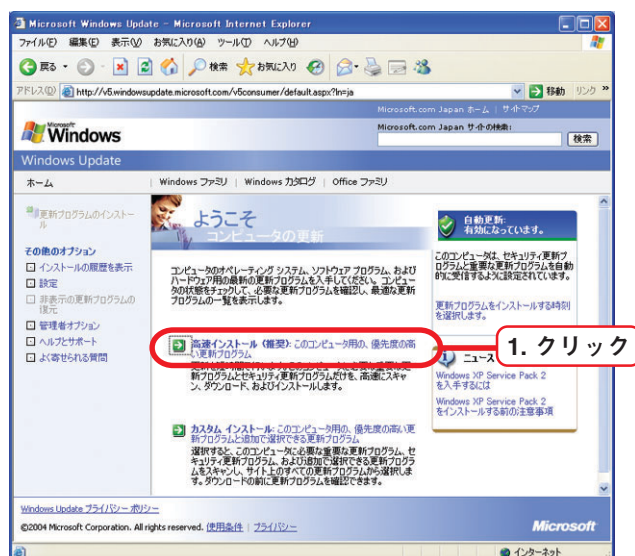 Microsoft Windows Update - Microsoft Internet Explorer
ファイル(F) 編集(E) 表示(V) お気に入り(A) ツール(T) ヘルプ(H)
戻る 検索 お気に入り
アドレス(D) http://v5.windowsupdate.microsoft.com/v5consumer/default.aspx?ln=ja 移動 リンク »
Microsoft.com Japan ホーム | サイトマップ
Microsoft Windows
Microsoft.com Japan サイトの検索:
検索
Windows Update
ホーム | Windows ファミリ | Windows カタログ | Office ファミリ
更新プログラムのインストール
その他のオプション
インストールの履歴を表示
設定
非表示の更新プログラムの
復元
管理者オプション
ヘルプとサポート
よく寄せられる質問
ようこそ
コンピュータの更新
コンピュータのオペレーティング システム、ソフトウェア プログラム、および
ハードウェア用の最新の更新プログラムを入手してください。コンピュー
タの状態をチェックして、必要な更新プログラムを確認し、最適な更新
プログラムの一覧を表示します。
高速インストール (推奨): このコンピュータ用の、優先度の高
い更新プログラム
新プログラムとセキュリティ更新プログラムだけを、高速にスキャ
ン、ダウンロード、およびインストールします。
カスタム インストール: このコンピュータ用の、優先度の高い更
新プログラムと追加で選択できる更新プログラム
選択すると、このコンピュータに必要な重要な更新プログラム、セ
キュリティ更新プログラム、および追加で選択できる更新プログラ
ムをスキャンし、サイト上のすべての更新プログラムから選択しま
す。ダウンロードの前に更新プログラムを確認できます。
自動更新:
有効になっています。
このコンピュータは、セキュリティ更新プ
ログラムと重要な更新プログラムを自動
的に受信するように設定されています。
更新プログラムをインストールする時刻
を選択します。
1. クリック
ニュース
Windows XP Service Pack 2
を入手するには
Windows XP Service Pack 2
をインストールする前の注意事項
Windows Update プライバシー ポリシー
©2004 Microsoft Corporation. All rights reserved. 使用条件 | プライバシー
Microsoft
インターネット